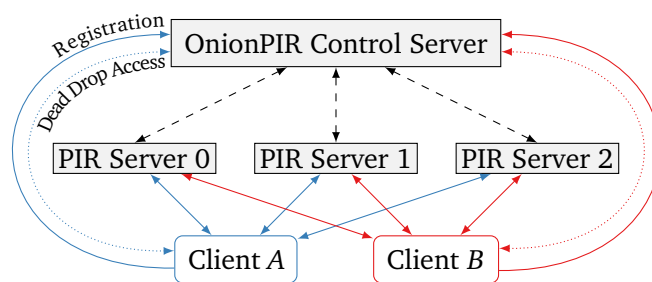 Registration
OnionPIR Control Server
Dead Drop Access
PIR Server 0
PIR Server 1
PIR Server 2
Client A
Client B